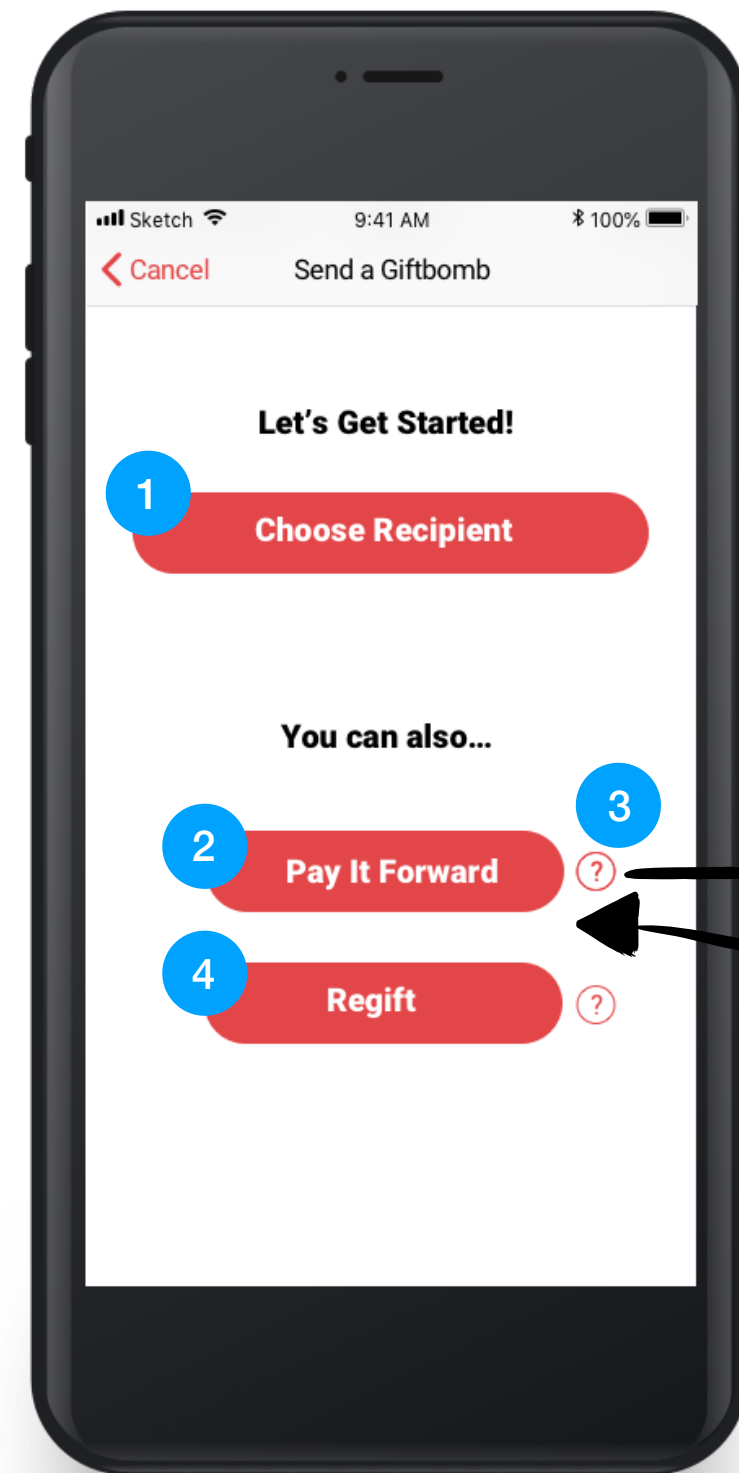 Sketch 9:41 AM 100%
Cancel Send a Giftbomb
Let's Get Started!
1
Choose Recipient
You can also...
3
2
Pay It Forward ?
4
Regift ?